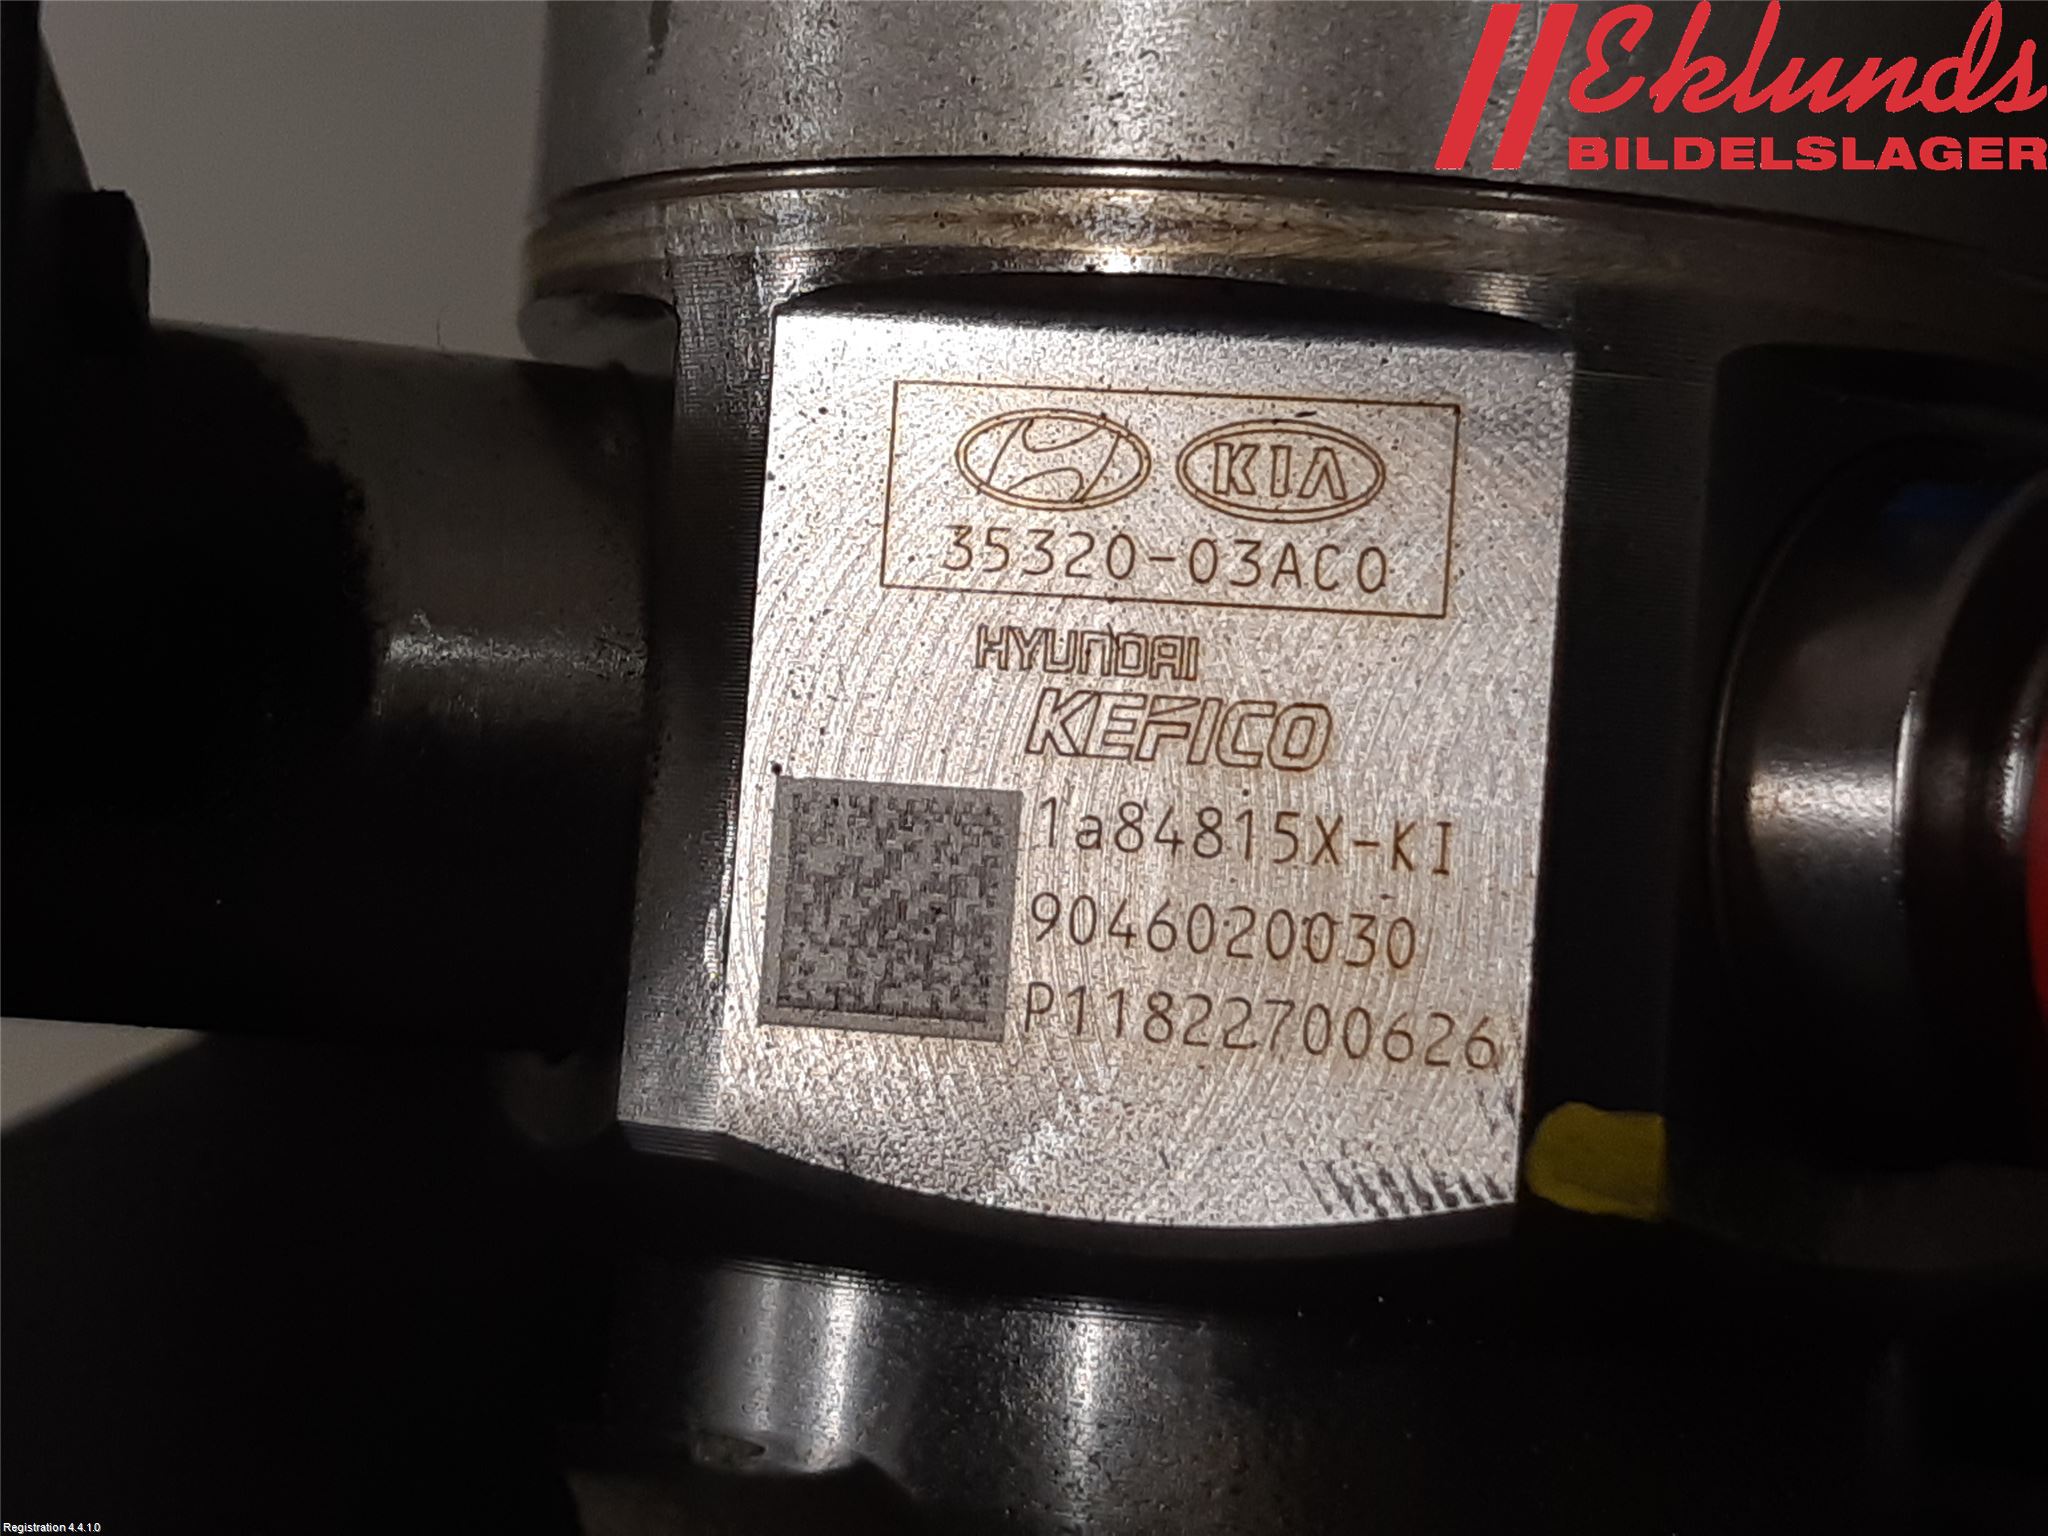 Eklunds
BILDELSLAGER
KIA
35320-03AC0
HYUNDAI
KEFICO
1a84815X-KI
9046020030
P11822700626
Registration 4.4.1.0